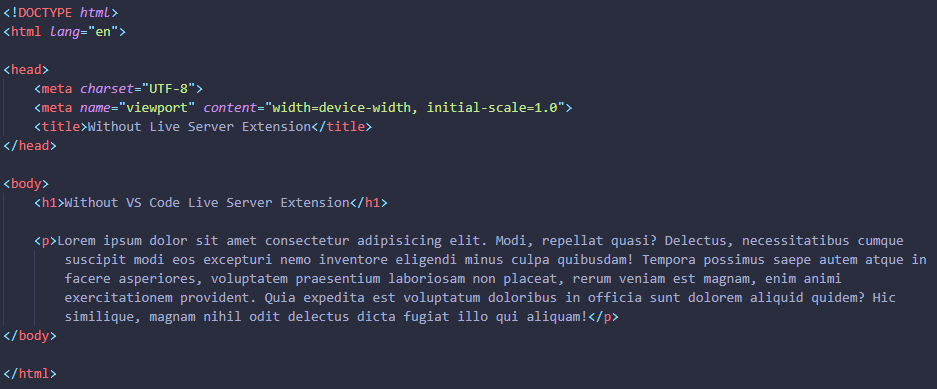 <!DOCTYPE html>
<html lang="en">
<head>
<meta charset="UTF-8">
<meta name="viewport" content="width=device-width, initial-scale=1.0">
<title>Without Live Server Extension</title>
</head>
<body>
<h1>Without VS Code Live Server Extension</h1>
<p>Lorem ipsum dolor sit amet consectetur adipisicing elit. Modi, repellat quasi? Delectus, necessitatibus cumque
suscipit modi eos excepturi nemo inventore eligendi minus culpa quibusdam! Tempora possimus saepe autem atque in
facere asperiores, voluptatem praesentium laboriosam non placeat, rerum veniam est magnam, enim animi
exercitationem provident. Quia expedita est voluptatum doloribus in officia sunt dolorem aliquid quidem? Hic
similique, magnam nihil odit delectus dicta fugiat illo qui aliquam!</p>
</body>
</html>